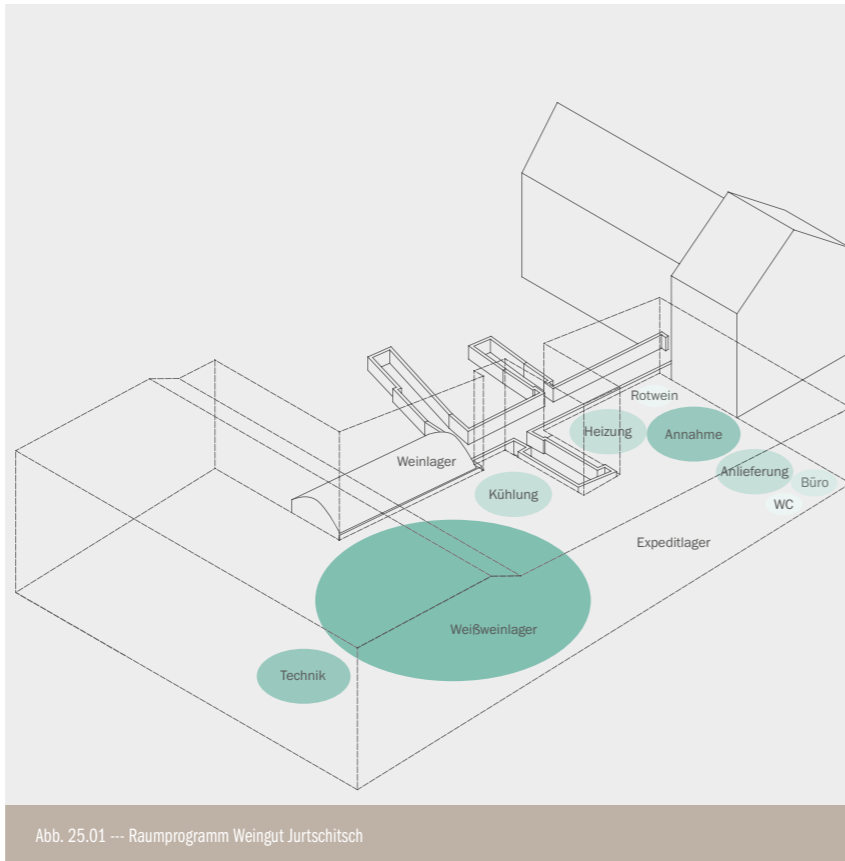 Rotwein
Heizung
Annahme
Weinlager
Anlieferung
Büro
Kühlung
WC
Expeditlager
Weißweinlager
Technik
Abb. 25.01 --- Raumprogramm Weingut Jurtschitsch